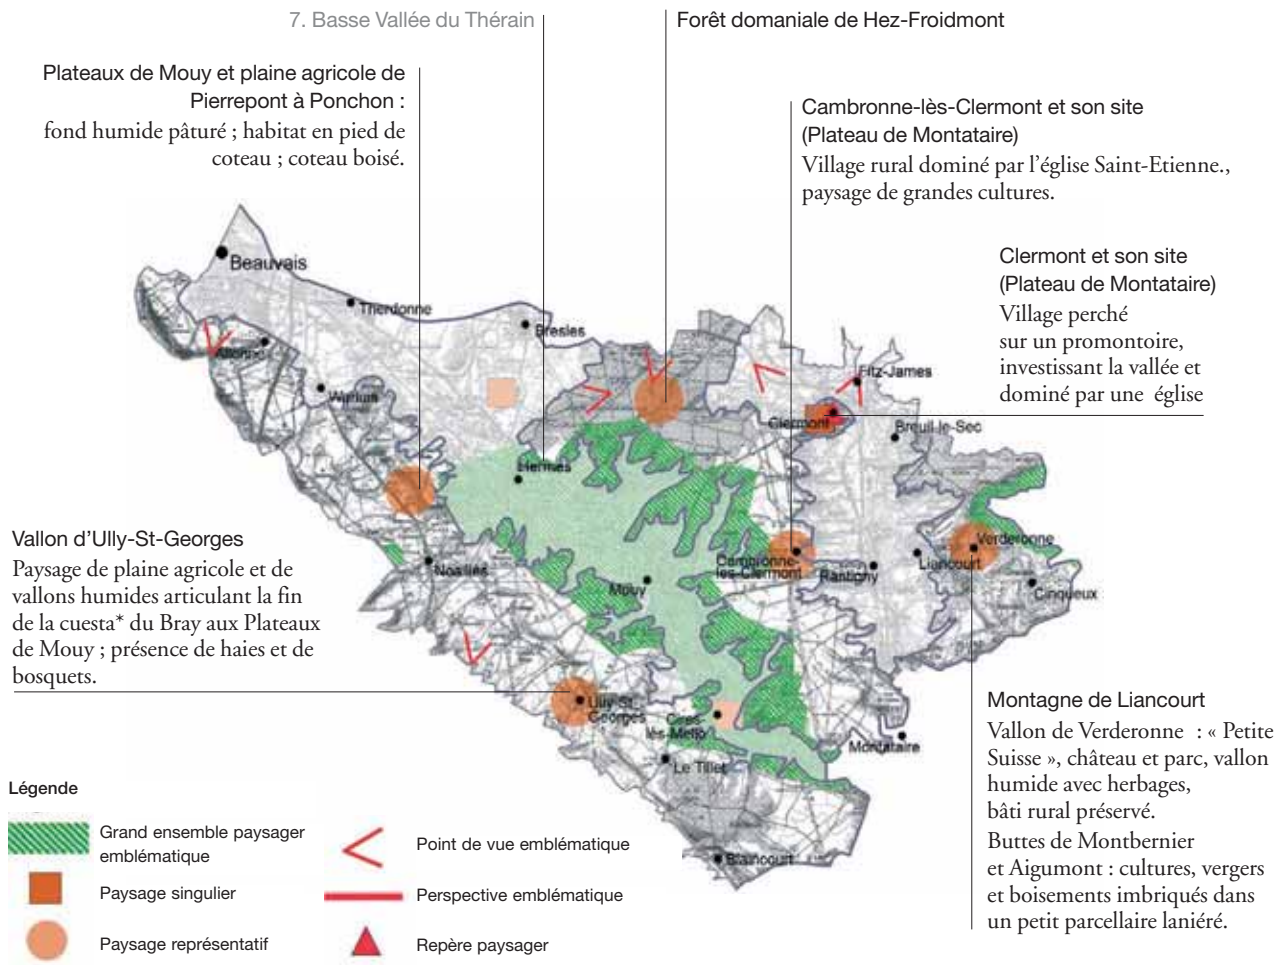 7. Basse Vallée du Thérain
Forêt domaniale de Hez-Froidmont
Plateaux de Mouy et plaine agricole de
Pierrepont à Ponchon :
fond humide pâturé ; habitat en pied de
coteau ; coteau boisé.
Cambronne-lès-Clermont et son site
(Plateau de Montataire)
Village rural dominé par l'église Saint-Etienne.,
paysage de grandes cultures.
Clermont et son site
(Plateau de Montataire)
Village perché
sur un promontoire,
investissant la vallée et
dominé par une église
Beauvais
Therdonne
Bresles
Allonne
Warluis
Fitz-James
Clermont
Breuil-le-Sec
Hermes
Vallon d'Ully-St-Georges
Paysage de plaine agricole et de
vallons humides articulant la fin
de la cuesta* du Bray aux Plateaux
de Mouy ; présence de haies et de
bosquets.
Noailles
Mouy
Cambronne-
lès-Clermont
Rantigny
Liancourt
Verderonne
Cinqueux
Ully-St-
Georges
Cires-
lès-Mello
Le Tillet
Montataire
Blaincourt
Montagne de Liancourt
Vallon de Verderonne : « Petite
Suisse », château et parc, vallon
humide avec herbages,
bâti rural préservé.
Buttes de Montbernier
et Aigumont : cultures, vergers
et boisements imbriqués dans
un petit parcellaire laniéré.
Légende
Grand ensemble paysager
emblématique
Paysage singulier
Paysage représentatif
Point de vue emblématique
Perspective emblématique
Repère paysager